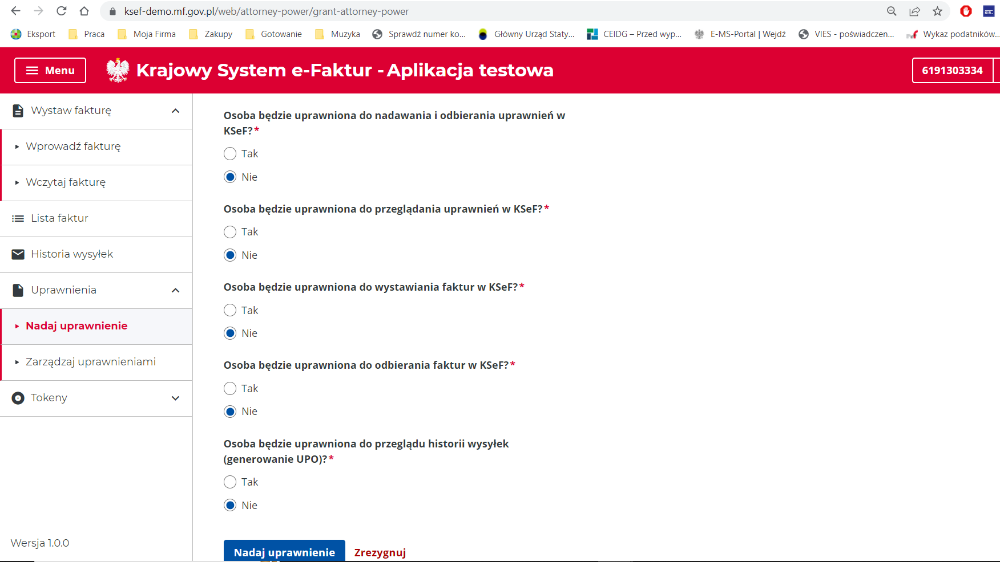 ksef-demo.mf.gov.pl/web/attorney-power/grant-attorney-power
KIR
Eksport
Praca
Moja Firma
Zakupy
Gotowanie
Muzyka
Sprawdź numer ko...
Główny Urząd Staty...
CEIDG – Przed wyp...
E-MS-Portal | Wejdź
VIES - poświadczen...
Wykaz podatników...
Menu
Krajowy System e-Faktur - Aplikacja testowa
6191303334
Wystaw fakturę
Wprowadź fakturę
Wczytaj fakturę
Lista faktur
Historia wysyłek
Uprawnienia
Nadaj uprawnienie
Zarządzaj uprawnieniami
Tokeny
Wersja 1.0.0
Osoba będzie uprawniona do nadawania i odbierania uprawnień w
KSeF?*
Tak
Nie
Osoba będzie uprawniona do przeglądania uprawnień w KSeF?*
Tak
Nie
Osoba będzie uprawniona do wystawiania faktur w KSeF?*
Tak
Nie
Osoba będzie uprawniona do odbierania faktur w KSeF?*
Tak
Nie
Osoba będzie uprawniona do przeglądu historii wysyłek
(generowanie UPO)?*
Tak
Nie
Nadaj uprawnienie
Zrezygnuj